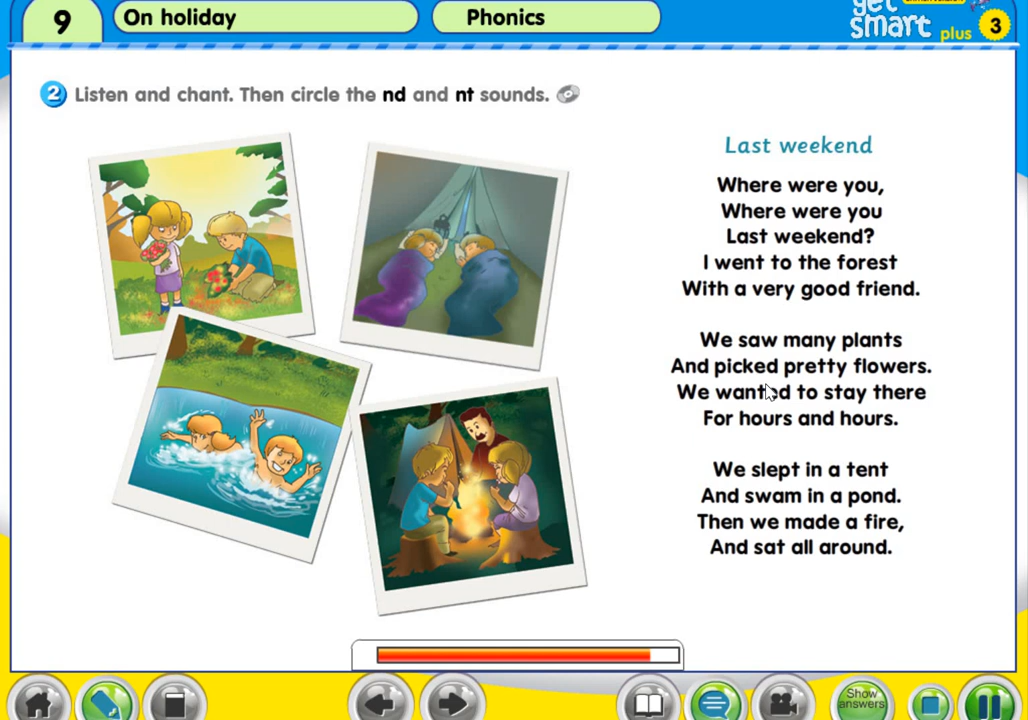 9
On holiday
Phonics
get
smart plus 3
2 Listen and chant. Then circle the nd and nt sounds.
Last weekend
Where were you,
Where were you
Last weekend?
I went to the forest
With a very good friend.
We saw many plants
And picked pretty flowers.
We wanted to stay there
For hours and hours.
We slept in a tent
And swam in a pond.
Then we made a fire,
And sat all around.
Show
answers